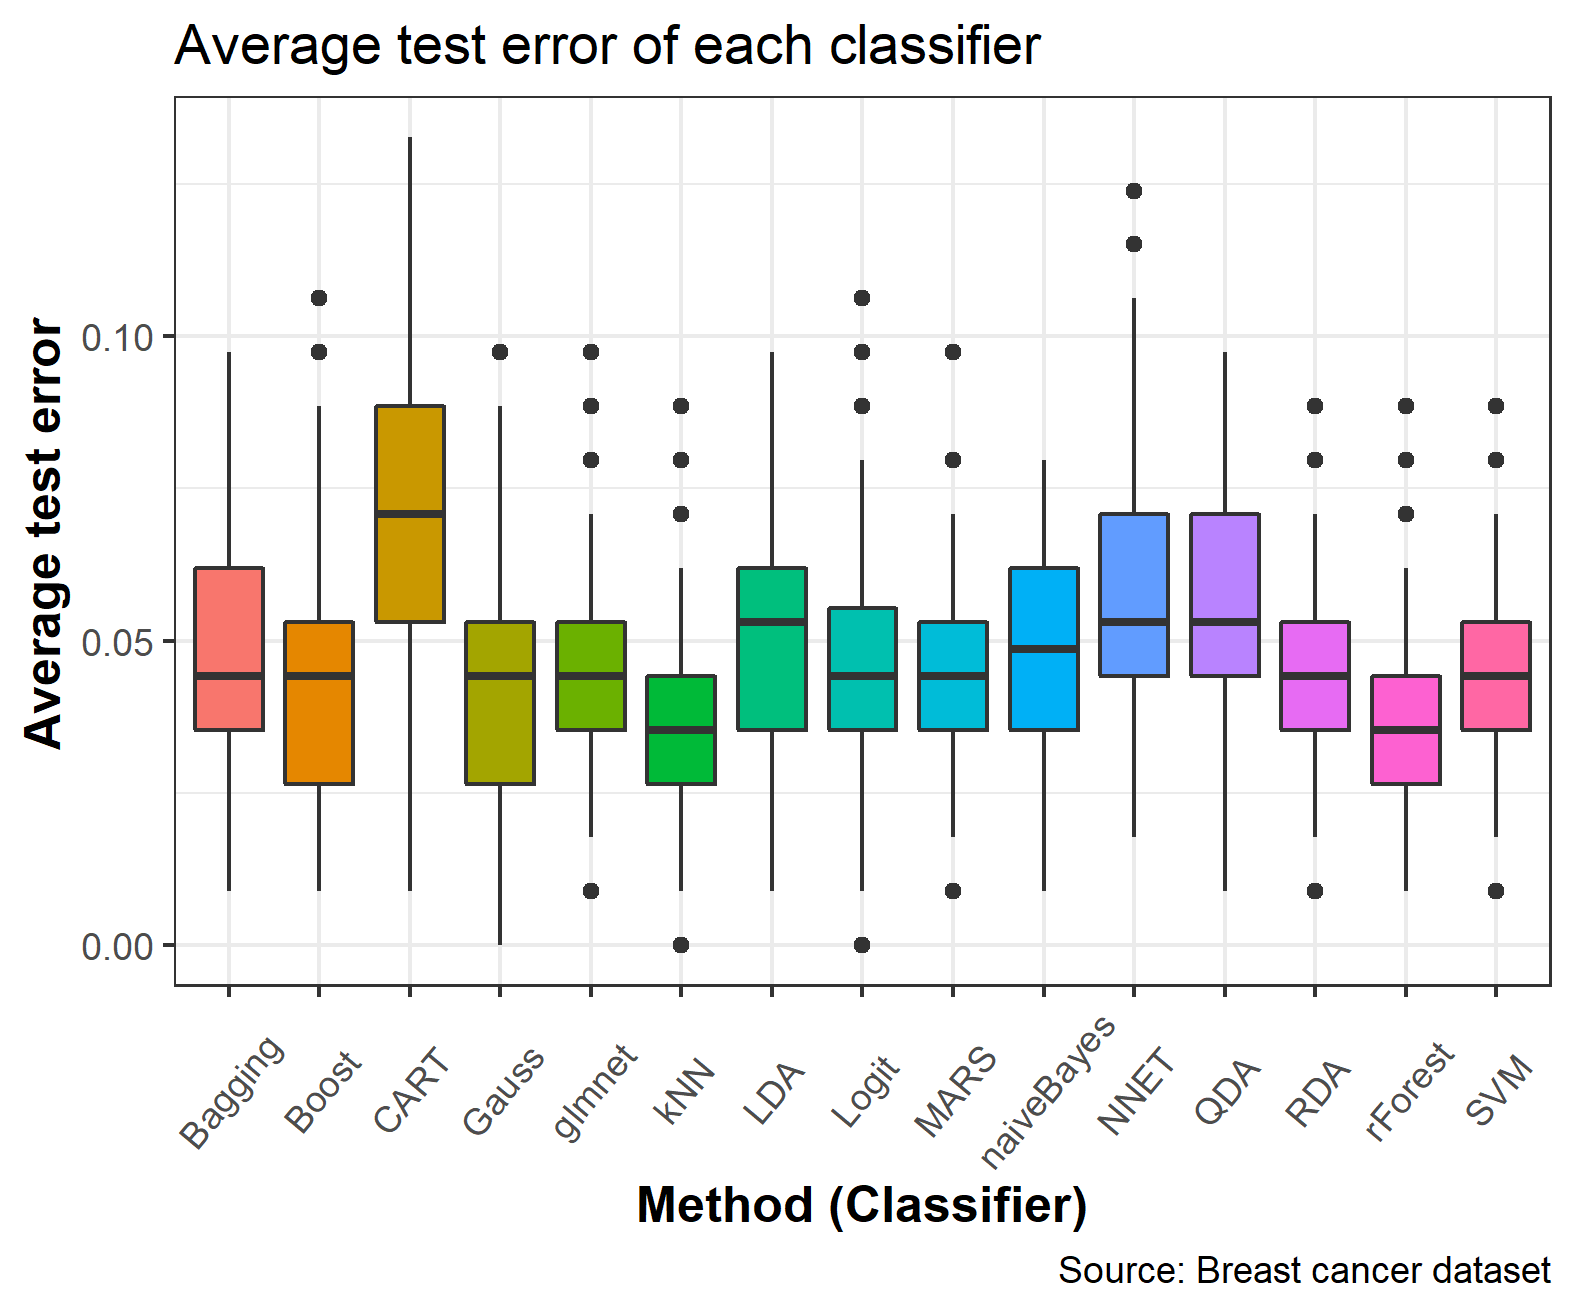 Average test error of each classifier
Average test error
0.10
0.05
0.00
Bagging
Boost
CART
Gauss
glmnet
kNN
LDA
Logit
MARS
naiveBayes
NNET
QDA
RDA
rForest
SVM
Method (Classifier)
Source: Breast cancer dataset